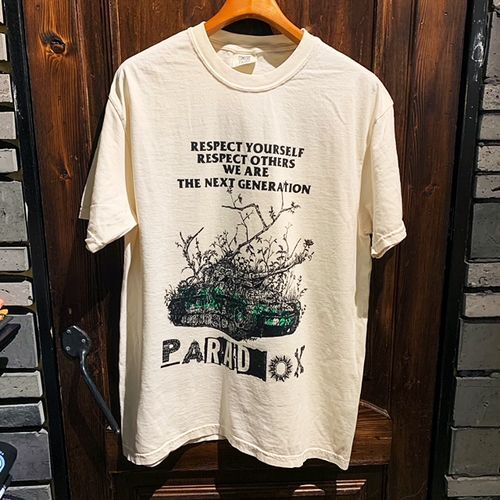 RESPECT YOURSELF
RESPECT OTHERS
WE ARE
THE NEXT GENERATION
PARADOX